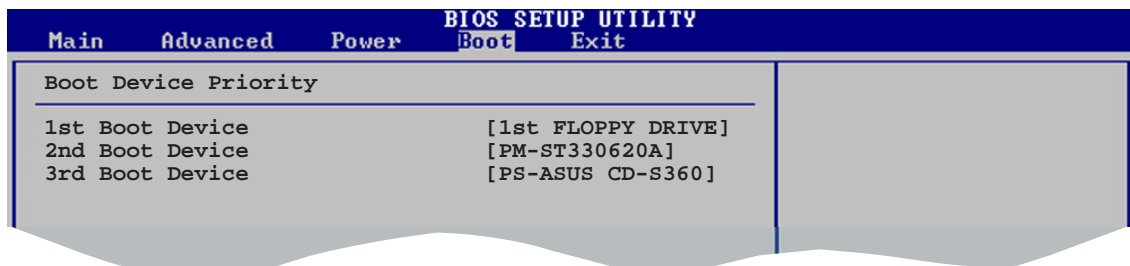 BIOS SETUP UTILITY
Main Advanced Power Boot Exit
Boot Device Priority
1st Boot Device [1st FLOPPY DRIVE]
2nd Boot Device [PM-ST330620A]
3rd Boot Device [PS-ASUS CD-S360]